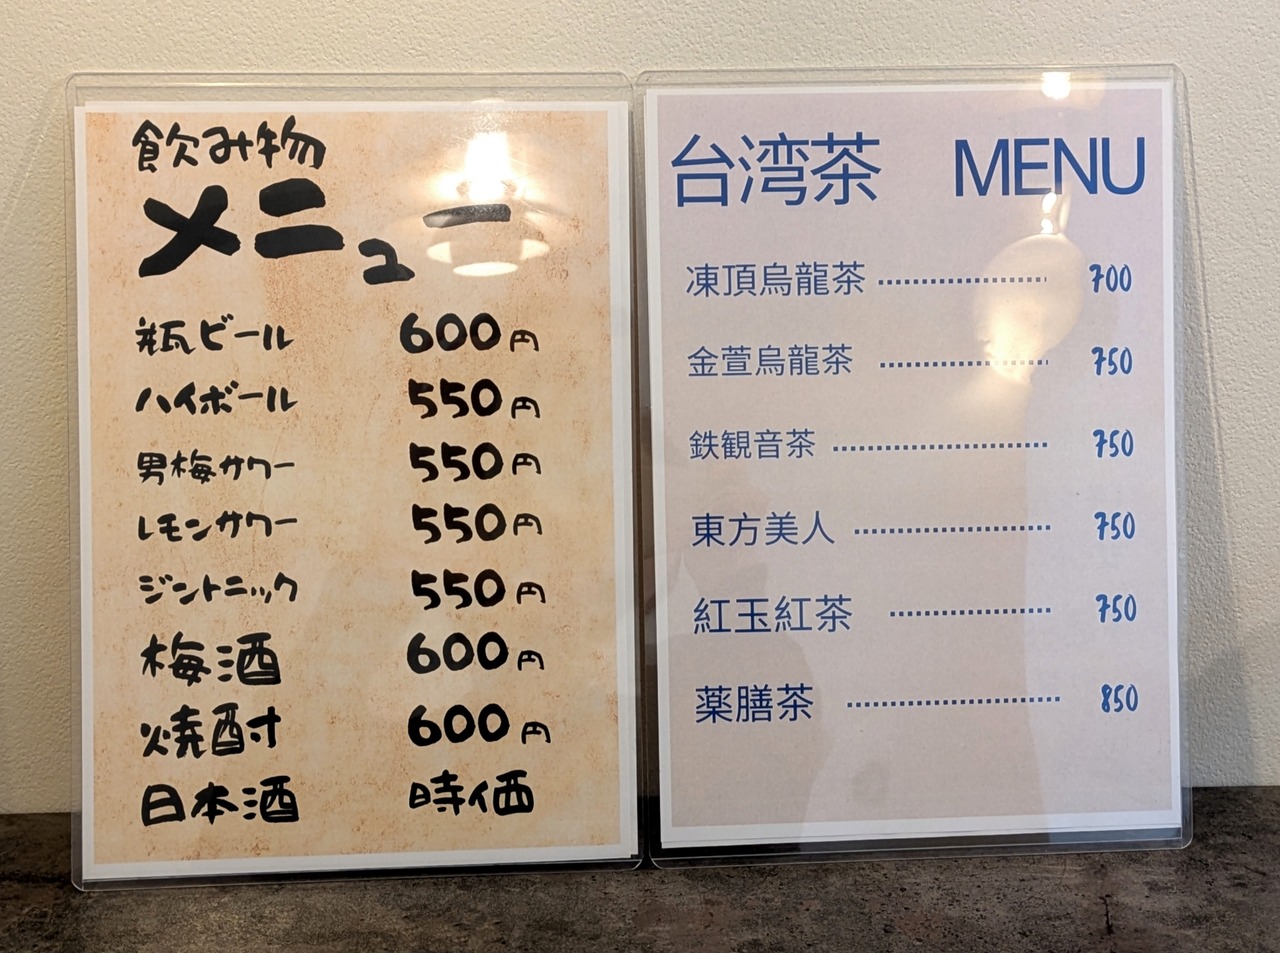 飲み物
メニュー
瓶ビール 600円
ハイボール 550円
男梅サワー 550円
レモンサワー 550円
ジントニック 550円
梅酒 600円
焼酎 600円
日本酒 時価
台湾茶 MENU
凍頂烏龍茶 700
金萱烏龍茶 750
鉄観音茶 750
東方美人 750
紅玉紅茶 750
薬膳茶 850